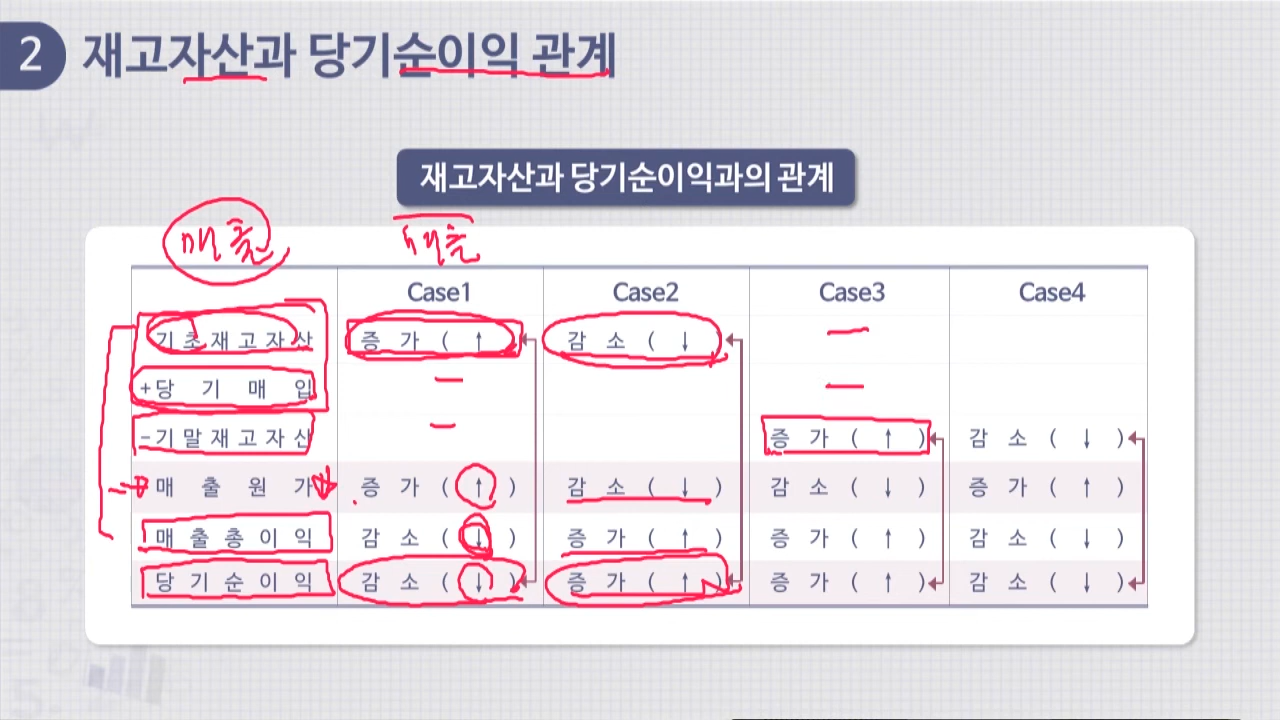 2 재고자산과 당기순이익 관계
재고자산과 당기순이익과의 관계
매출 매출
Case1 Case2 Case3 Case4
기초재고자산 증가(↑) 감소(↓) —
+당기매입 — —
-기말재고자산 — 증가(↑) 감소(↓)
매출원가 증가(↑) 감소(↓) 감소(↓) 증가(↑)
매출총이익 감소(↓) 증가(↑) 증가(↑) 감소(↓)
당기순이익 감소(↓) 증가(↑) 증가(↑) 감소(↓)